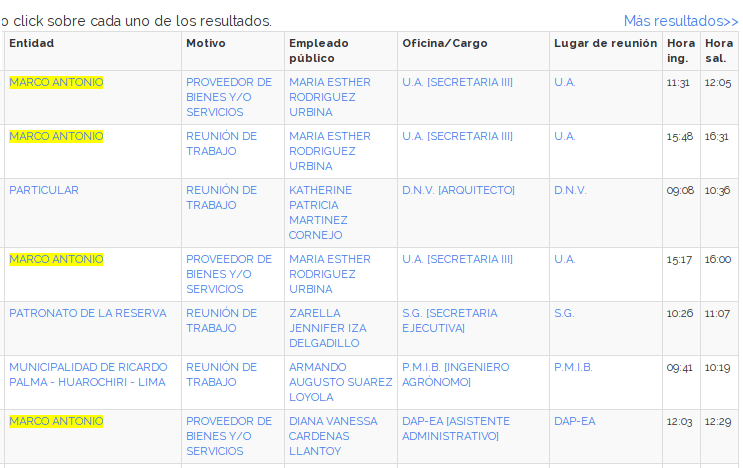 o click sobre cada uno de los resultados. Más resultados>>
Entidad Motivo Empleado público Oficina/Cargo Lugar de reunión Hora ing. Hora sal.
MARCO ANTONIO PROVEEDOR DE BIENES Y/O SERVICIOS MARIA ESTHER RODRIGUEZ URBINA U.A. [SECRETARIA III] U.A. 11:31 12:05
MARCO ANTONIO REUNIÓN DE TRABAJO MARIA ESTHER RODRIGUEZ URBINA U.A. [SECRETARIA III] U.A. 15:48 16:31
PARTICULAR REUNIÓN DE TRABAJO KATHERINE PATRICIA MARTINEZ CORNEJO D.N.V. [ARQUITECTO] D.N.V. 09:08 10:36
MARCO ANTONIO PROVEEDOR DE BIENES Y/O SERVICIOS MARIA ESTHER RODRIGUEZ URBINA U.A. [SECRETARIA III] U.A. 15:17 16:00
PATRONATO DE LA RESERVA REUNIÓN DE TRABAJO ZARELLA JENNIFER IZA DELGADILLO S.G. [SECRETARIA EJECUTIVA] S.G. 10:26 11:07
MUNICIPALIDAD DE RICARDO PALMA - HUAROCHIRI - LIMA REUNIÓN DE TRABAJO ARMANDO AUGUSTO SUAREZ LOYOLA P.M.I.B. [INGENIERO AGRÓNOMO] P.M.I.B. 09:41 10:19
MARCO ANTONIO PROVEEDOR DE BIENES Y/O SERVICIOS DIANA VANESSA CARDENAS LLANTOY DAP-EA [ASISTENTE ADMINISTRATIVO] DAP-EA 12:03 12:29